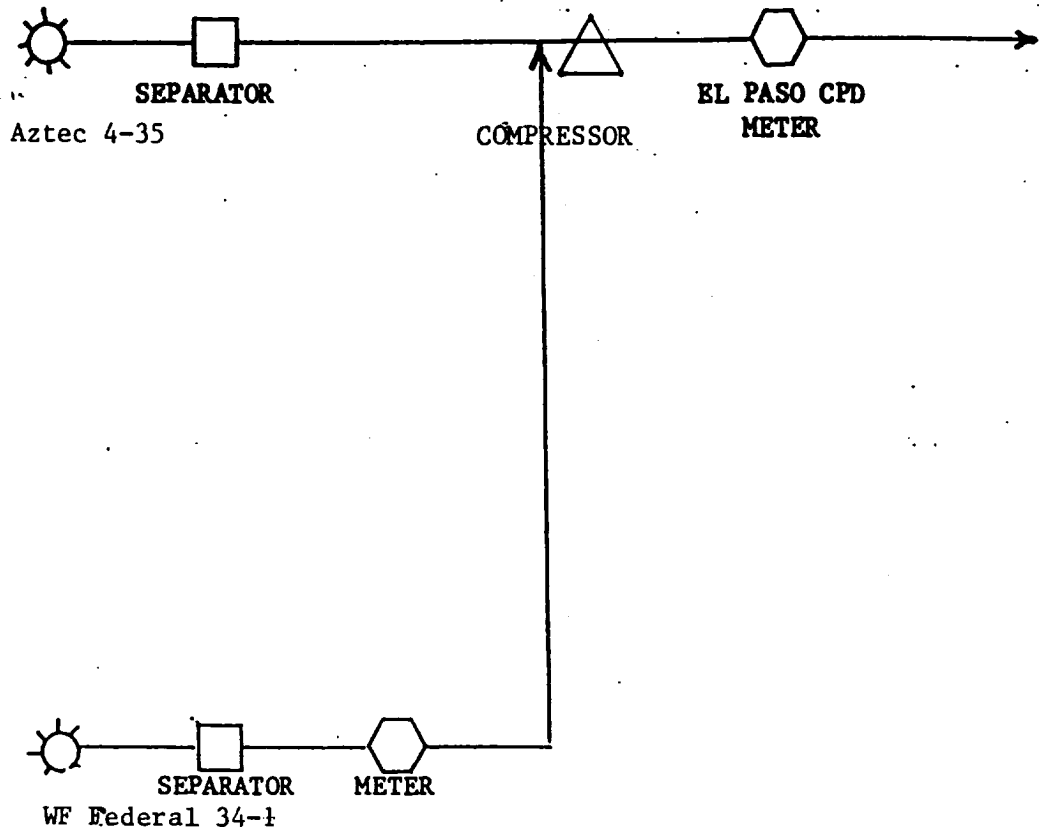 SEPARATOR
Aztec 4-35
COMPRESSOR
EL PASO CPD
METER
SEPARATOR
METER
WF Federal 34-1